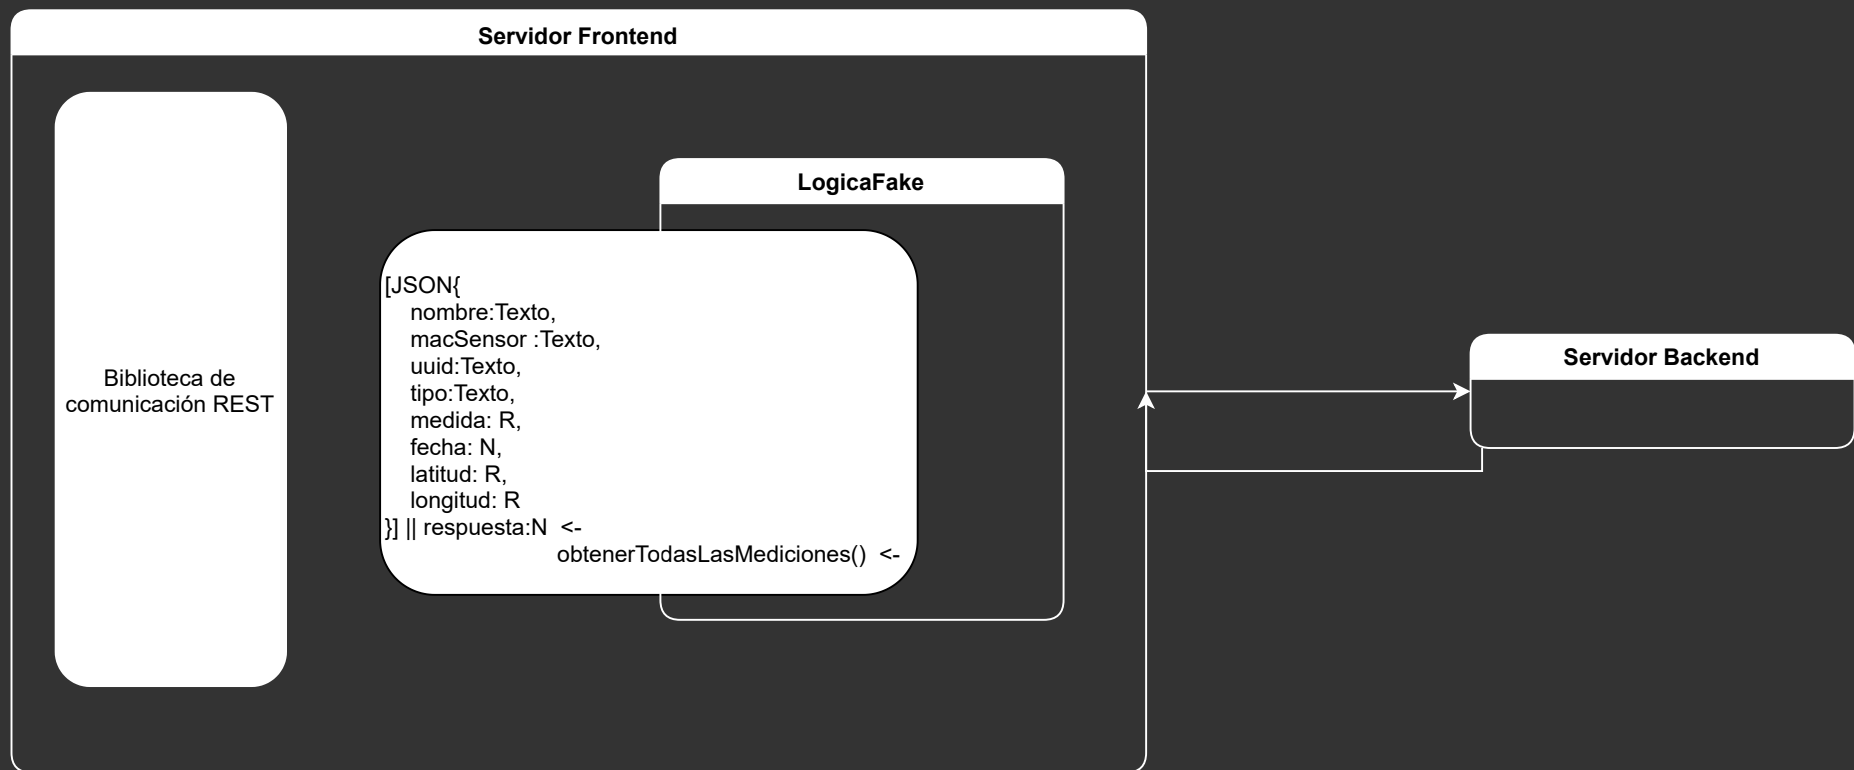 Servidor Frontend
LogicaFake
[JSON{
nombre:Texto,
macSensor :Texto,
uuid:Texto,
tipo:Texto,
medida: R,
fecha: N,
latitud: R,
longitud: R
}] || respuesta:N <-
obtenerTodasLasMediciones() <-
Biblioteca de
comunicación REST
Servidor Backend